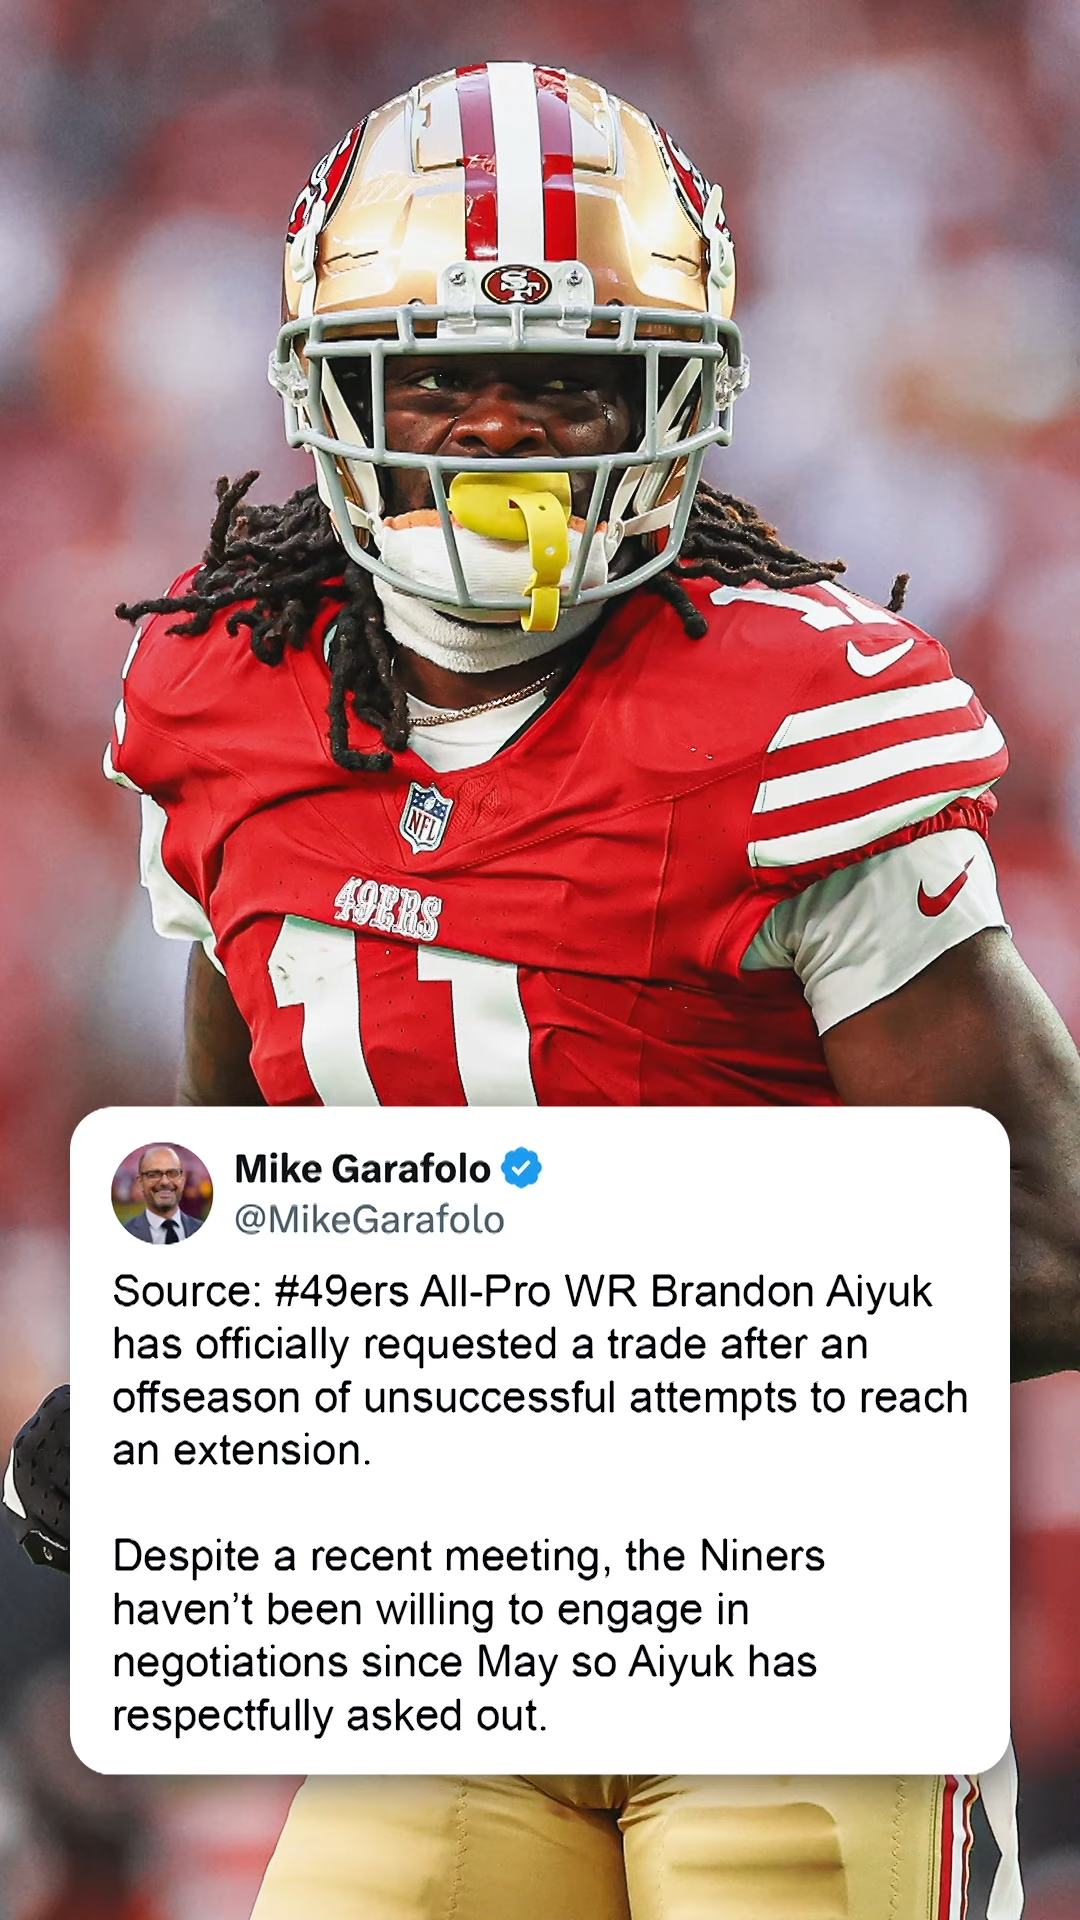 SF
11
NFL
49ERS
11
Mike Garafolo
@MikeGarafolo
Source: #49ers All-Pro WR Brandon Aiyuk
has officially requested a trade after an
offseason of unsuccessful attempts to reach
an extension.
Despite a recent meeting, the Niners
haven’t been willing to engage in
negotiations since May so Aiyuk has
respectfully asked out.